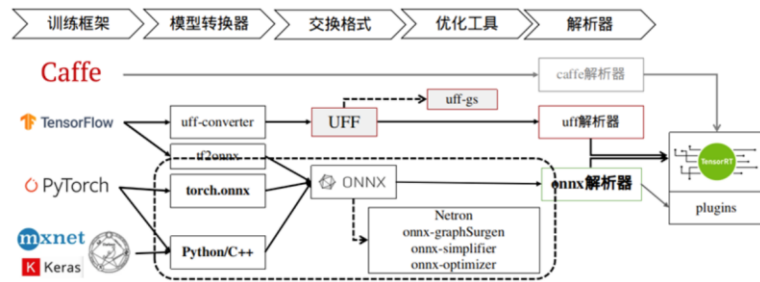 训练框架 模型转换器 交换格式 优化工具 解析器
Caffe caffe解析器
uff-gs
TensorFlow uff-converter UFF uff解析器
tf2onnx
TensorRT
PyTorch torch.onnx ONNX onnx解析器
plugins
mxnet Python/C++
K Keras
Netron
onnx-graphSurgen
onnx-simplifier
onnx-optimizer